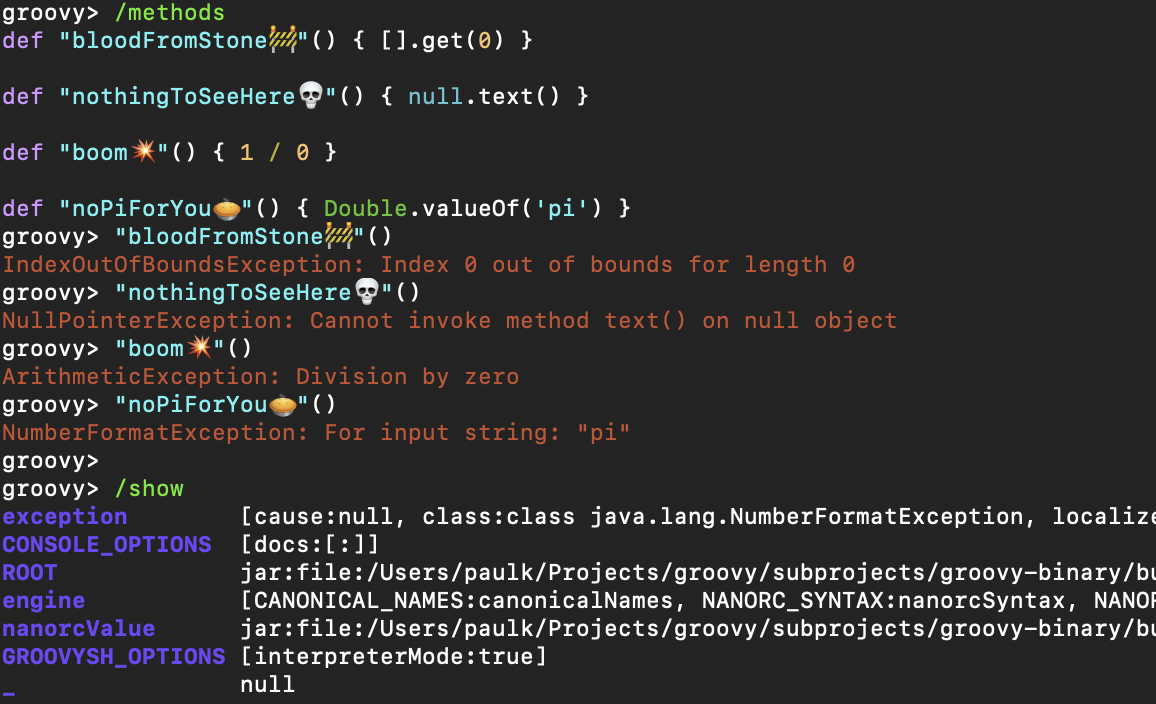 groovy> /methods
def "bloodFromStone🚧"() { [].get(0) }
def "nothingToSeeHere💀"() { null.text() }
def "boom💥"() { 1 / 0 }
def "noPiForYou🥧"() { Double.valueOf('pi') }
groovy> "bloodFromStone🚧"()
IndexOutOfBoundsException: Index 0 out of bounds for length 0
groovy> "nothingToSeeHere💀"()
NullPointerException: Cannot invoke method text() on null object
groovy> "boom💥"()
ArithmeticException: Division by zero
groovy> "noPiForYou🥧"()
NumberFormatException: For input string: "pi"
groovy>
groovy> /show
exception [cause:null, class:class java.lang.NumberFormatException, localize
CONSOLE_OPTIONS [docs:[:]]
ROOT jar:file:/Users/paulk/Projects/groovy/subprojects/groovy-binary/bu
engine [CANONICAL_NAMES:canonicalNames, NANORC_SYNTAX:nanorcSyntax, NANOR
nanorcValue jar:file:/Users/paulk/Projects/groovy/subprojects/groovy-binary/bu
GROOVYSH_OPTIONS [interpreterMode:true]
_ null